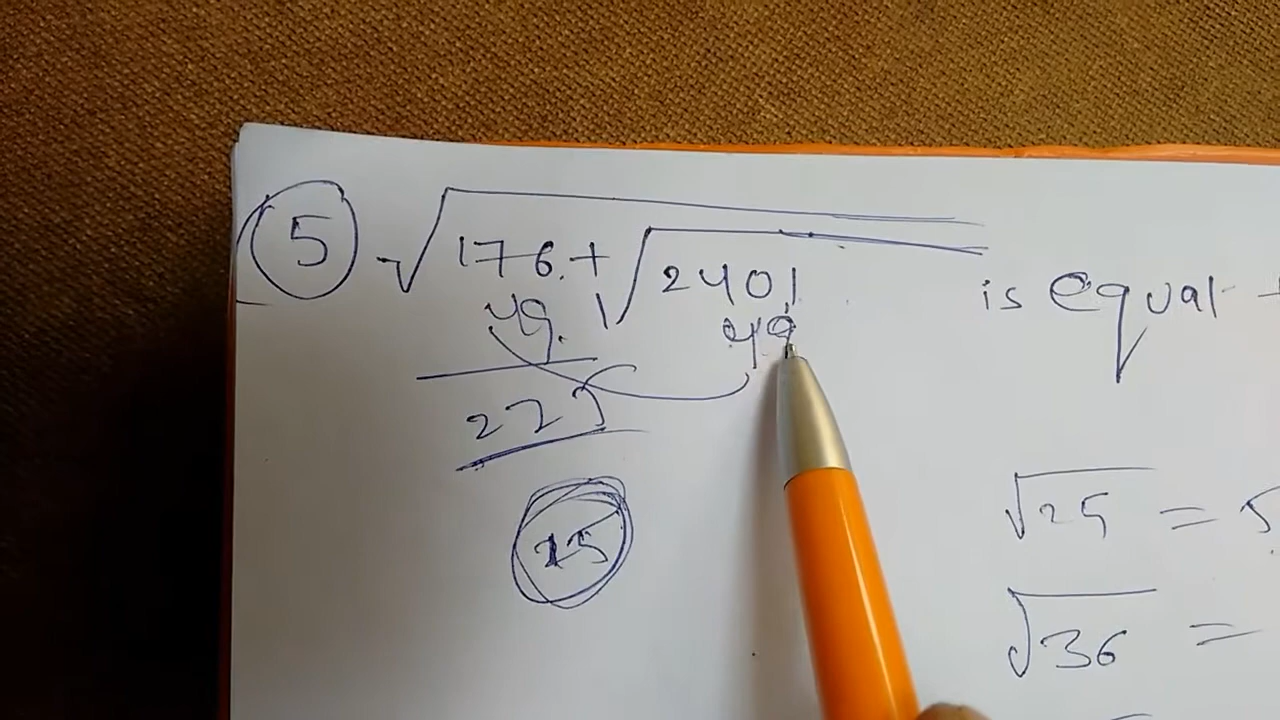 5 √176+√2401 is equal
49 49
225
15
√25 = 5
√36 =